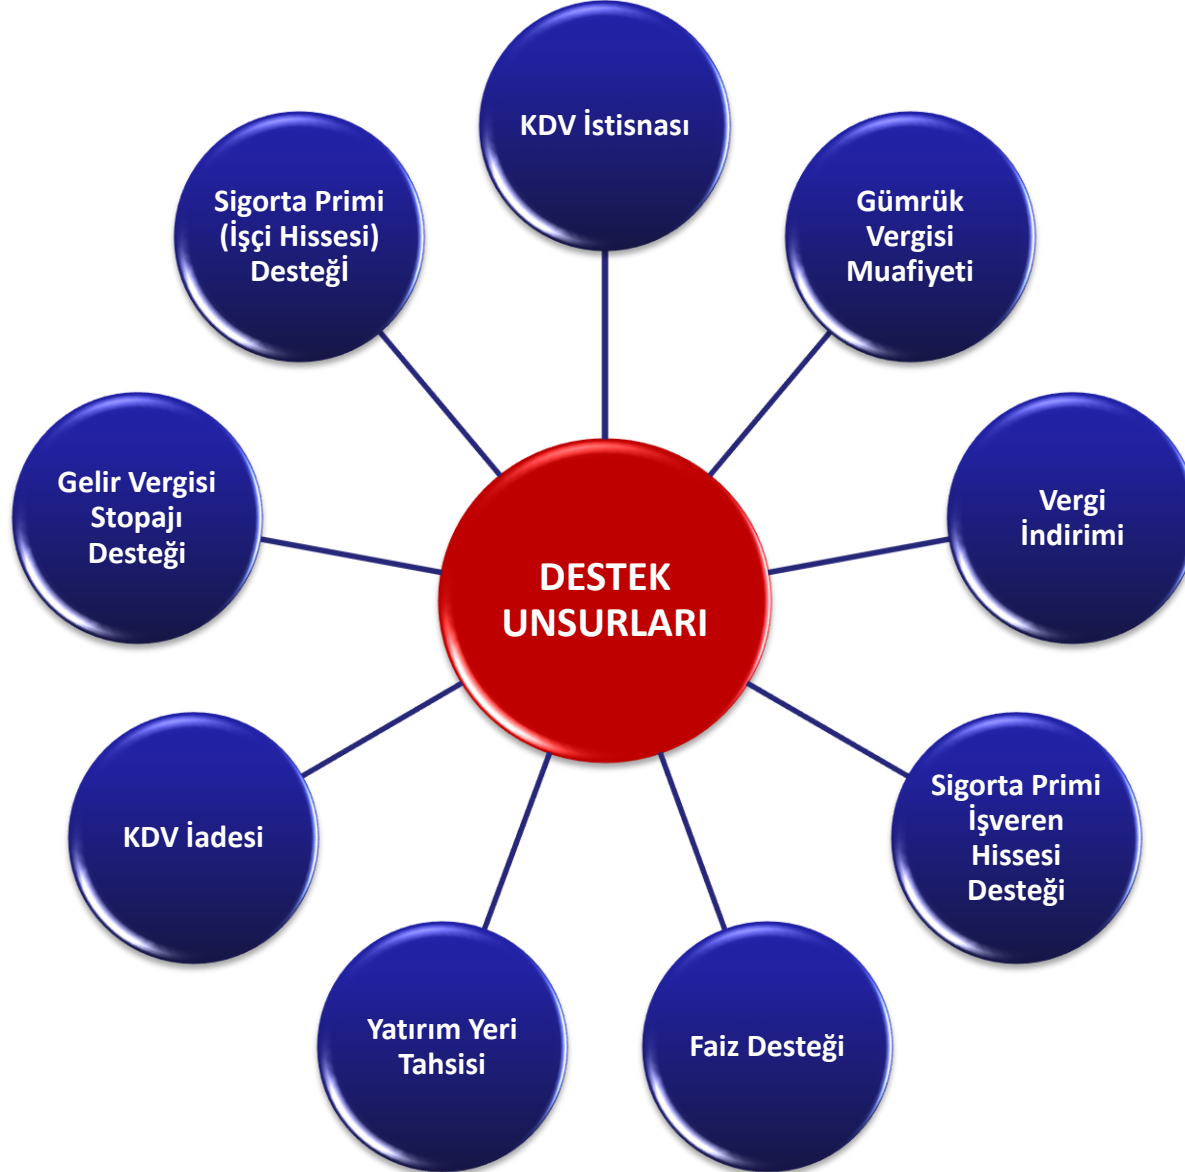 KDV İstisnası
Gümrük
Vergisi
Muafiyeti
Vergi
İndirimi
Sigorta Primi
İşveren
Hissesi
Desteği
Faiz Desteği
Yatırım Yeri
Tahsisi
KDV İadesi
Gelir Vergisi
Stopajı
Desteği
Sigorta Primi
(İşçi Hissesi)
Desteğİ
DESTEK
UNSURLARI